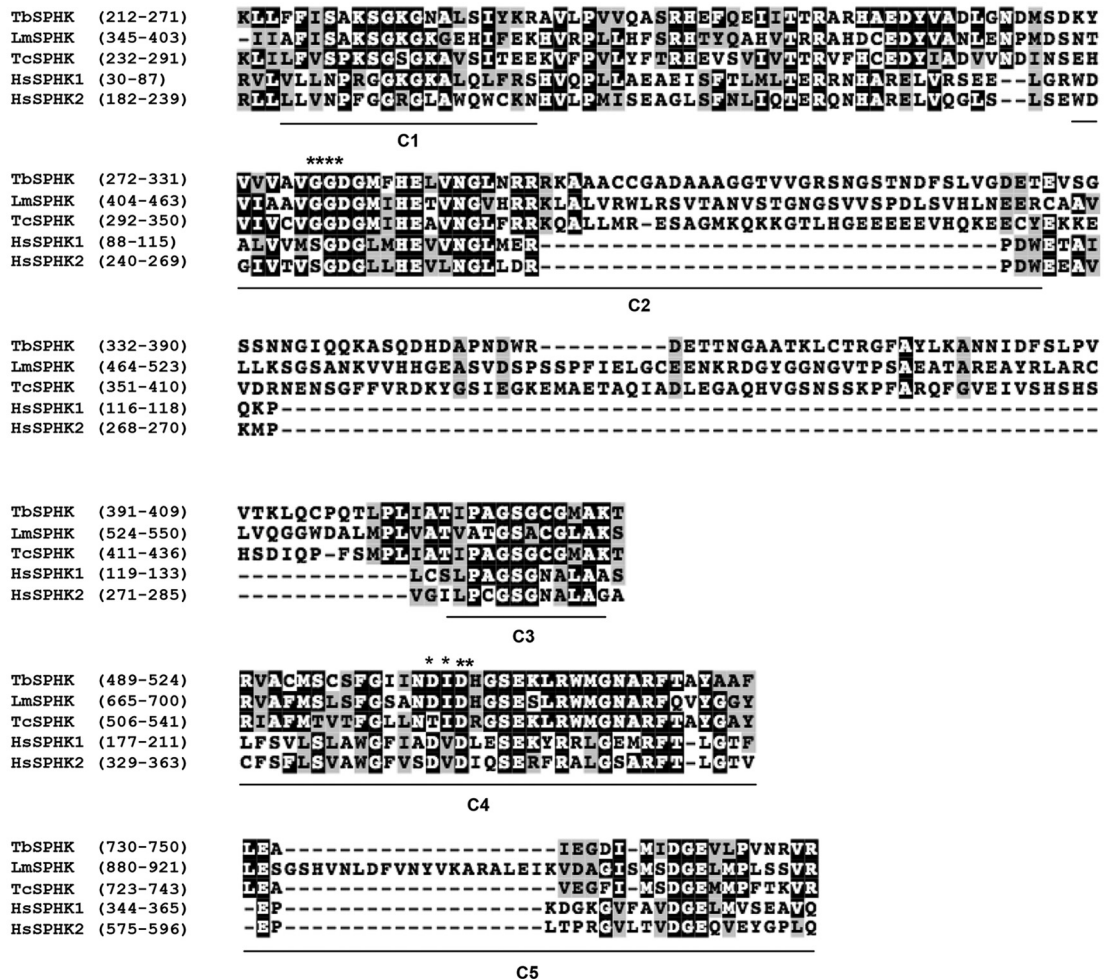 TbSPHK (212-271) KLLFFISAKSGKGNALSIYKRAVLPVVQASRHEFQEIITTRARHAEDYVADLGNDMSDKY
LmSPHK (345-403) -IIAFISAKSGKGKGEHIFEKHVRPLLHFSRHTYQAHVTRRAHDCEDYVANLENPMDSNT
TcSPHK (232-291) KLILFVSPKSGSGKAVSITEEKVFPVLYFTRHEVSVIVTTRVFHCEDYIADVVNDINSEH
HsSPHK1 (30-87) RVLVLLNPRGGKGKALQLFRSHVQPLLAEAEISFTLMLTERRNHARELVRSEE--LGRWD
HsSPHK2 (182-239) RLLLLVNPFGGRGLAWQWCKNHVLPMISEAGLSFNLIQTERQNHARELVQGLS--LSEWD
C1
****
TbSPHK (272-331) VVVAVGGDGMFHELVNGLNRRRKAAACCGADAAAGGTVVGRSNGSTNDFSLVGDETEVSG
LmSPHK (404-463) VIAAVGGDGMIHETVNGVHRRKLALVRWLRSVTANVSTGNGSVVSPDLSVHLNEERCAAV
TcSPHK (292-350) VIVCVGGDGMIHEAVNGLFRRKQALLMR-ESAGMKQKKGTLHGEEEEEVHQKEECYEKKE
HsSPHK1 (88-115) ALVVMSGDGLMHEVVNGLMER--------------------------------PDWETAI
HsSPHK2 (240-269) GIVTVSGDGLLHEVLNGLLDR--------------------------------PDWEEAV
C2
TbSPHK (332-390) SSNNGIQQKASQDHDAPNDWR---------DETTNGAATKLCTRGFAYLKANNIDFSLPV
LmSPHK (464-523) LLKSGSANKVVHHGEASVDSPSSPFIELGCEENKRDGYGGNGVTPSAEATAREAYRLARC
TcSPHK (351-410) VDRNENSGFFVRDKYGSIEGKEMAETAQIADLEGAQHVGSNSSKPFARQFGVEIVSHSHS
HsSPHK1 (116-118) QKP---------------------------------------------------------
HsSPHK2 (268-270) KMP---------------------------------------------------------
TbSPHK (391-409) VTKLQCPQTLPLIATIPAGSGCGMAKT
LmSPHK (524-550) LVQGGWDALMPLVATVATGSACGLAKS
TcSPHK (411-436) HSDIQP-FSMPLIATIPAGSGCGMAKT
HsSPHK1 (119-133) ------------LCSLPAGSGNALAAS
HsSPHK2 (271-285) ------------VGILPCGSGNALAGA
C3
* * **
TbSPHK (489-524) RVACMSCSFGIINDIDHGSEKLRWMGNARFTAYAAF
LmSPHK (665-700) RVAFMSLSFGSANDIDHGSESLRWMGNARFQVYGGY
TcSPHK (506-541) RIAFMTVTFGLLNTIDRGSEKLRWMGNARFTAYGAY
HsSPHK1 (177-211) LFSVLSLAWGFIADVDLESEKYRRLGEMRFT-LGTF
HsSPHK2 (329-363) CFSFLSVAWGFVSDVDIQSERFRALGSARFT-LGTV
C4
TbSPHK (730-750) LEA-------------------IEGDI-MIDGEVLPVNRVR
LmSPHK (880-921) LESGSHVNLDFVNYVKARALEIKVDAGISMSDGELMPLSSVR
TcSPHK (723-743) LEA-------------------VEGFI-MSDGEMMPFTKVR
HsSPHK1 (344-365) -EP------------------KDGKGVFAVDGELMVSEAVQ
HsSPHK2 (575-596) -EP------------------LTPRGVLTVDGEQVEYGPLQ
C5